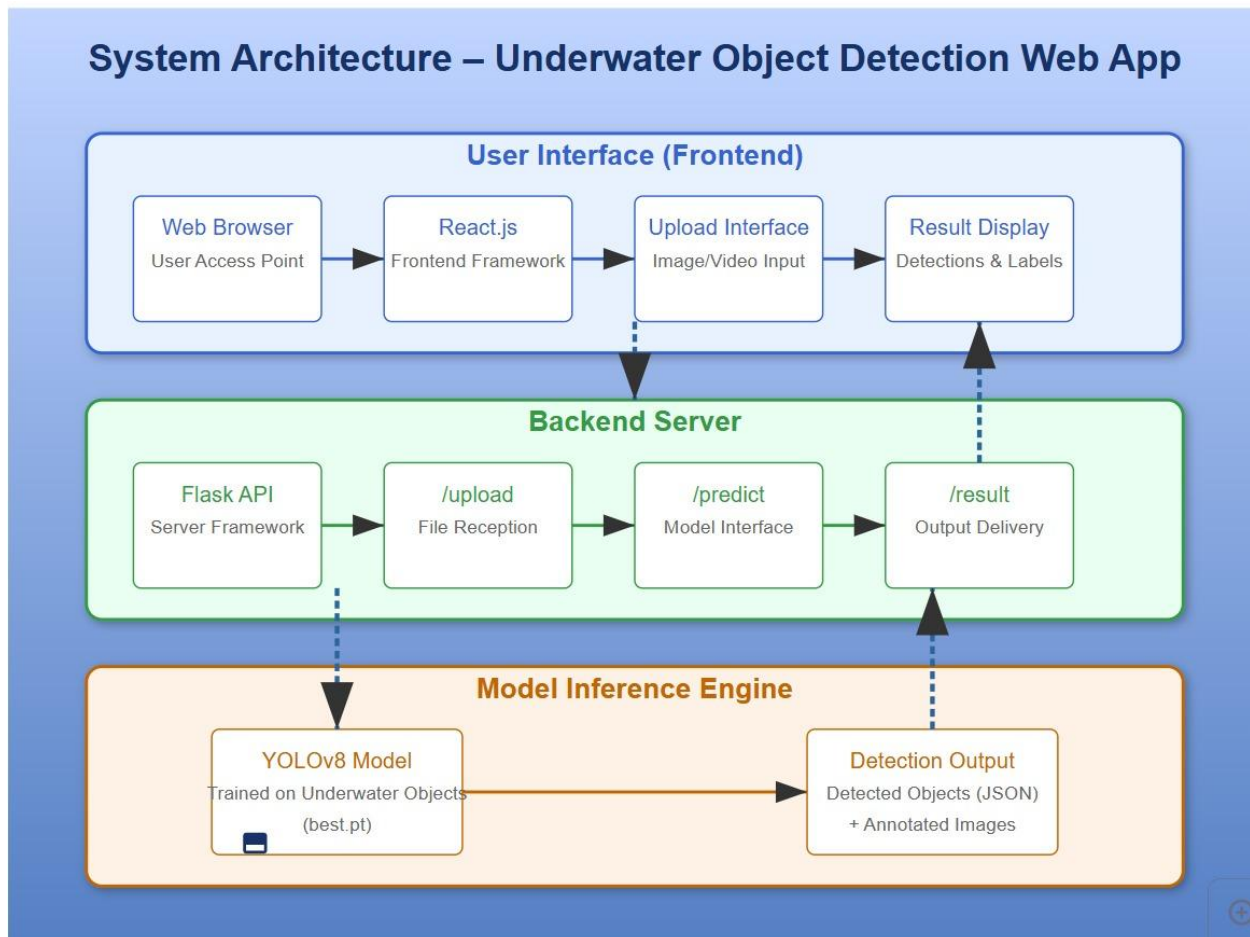 System Architecture – Underwater Object Detection Web App
User Interface (Frontend)
Web Browser
User Access Point
React.js
Frontend Framework
Upload Interface
Image/Video Input
Result Display
Detections & Labels
Backend Server
Flask API
Server Framework
/upload
File Reception
/predict
Model Interface
/result
Output Delivery
Model Inference Engine
YOLOv8 Model
Trained on Underwater Objects
(best.pt)
Detection Output
Detected Objects (JSON)
+ Annotated Images